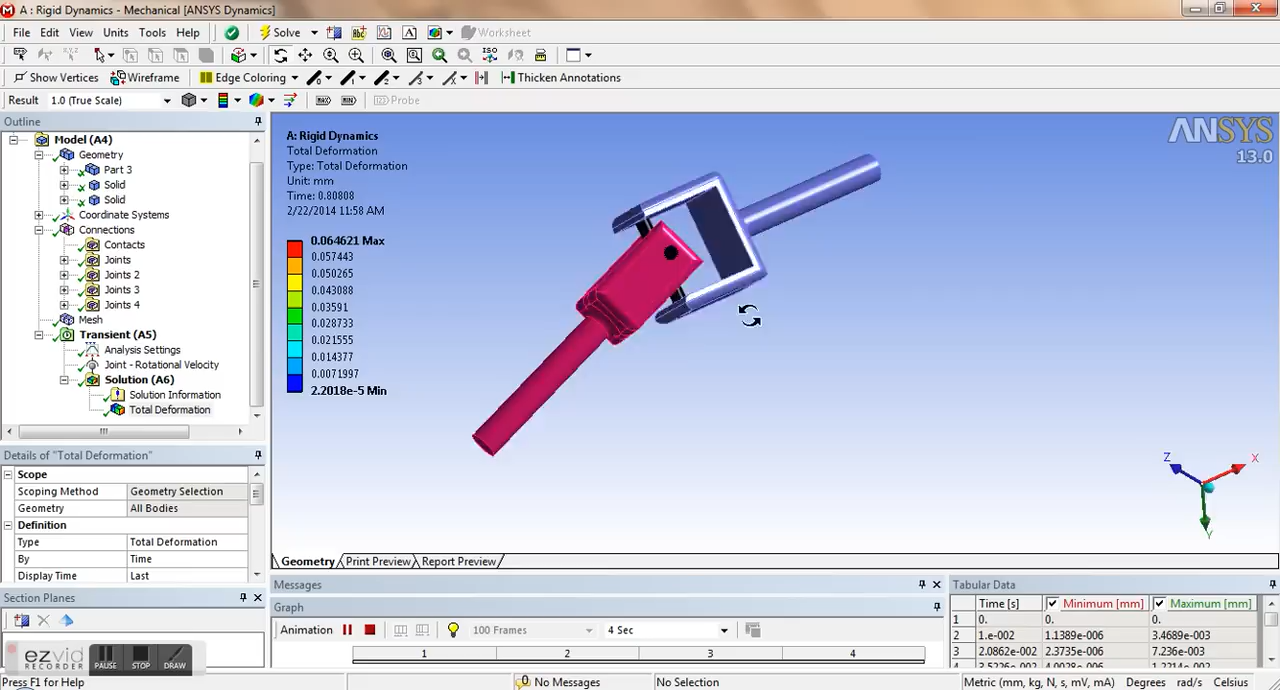 A : Rigid Dynamics - Mechanical [ANSYS Dynamics]
File Edit View Units Tools Help Solve Worksheet
Show Vertices Wireframe Edge Coloring Thicken Annotations
Result 1.0 (True Scale) MAX MIN Probe
Outline
Model (A4)
Geometry
Part 3
Solid
Solid
Coordinate Systems
Connections
Contacts
Joints
Joints 2
Joints 3
Joints 4
Mesh
Transient (A5)
Analysis Settings
Joint - Rotational Velocity
Solution (A6)
Solution Information
Total Deformation
Details of "Total Deformation"
Scope
Scoping Method Geometry Selection
Geometry All Bodies
Definition
Type Total Deformation
By Time
Display Time Last
Section Planes
ezvid
RECORDER
PAUSE STOP DRAW
Press F1 for Help
A: Rigid Dynamics
Total Deformation
Type: Total Deformation
Unit: mm
Time: 0.80808
2/22/2014 11:58 AM
0.064621 Max
0.057443
0.050265
0.043088
0.03591
0.028733
0.021555
0.014377
0.0071997
2.2018e-5 Min
ANSYS
13.0
Z X
Y
Geometry Print Preview Report Preview
Messages
Graph
Animation 100 Frames 4 Sec
1 2 3 4
Tabular Data
Time [s] Minimum [mm] Maximum [mm]
1 0. 0. 0.
2 1.e-002 1.1389e-006 3.4689e-003
3 2.0862e-002 2.3735e-006 7.236e-003
No Messages No Selection Metric (mm, kg, N, s, mV, mA) Degrees rad/s Celsius